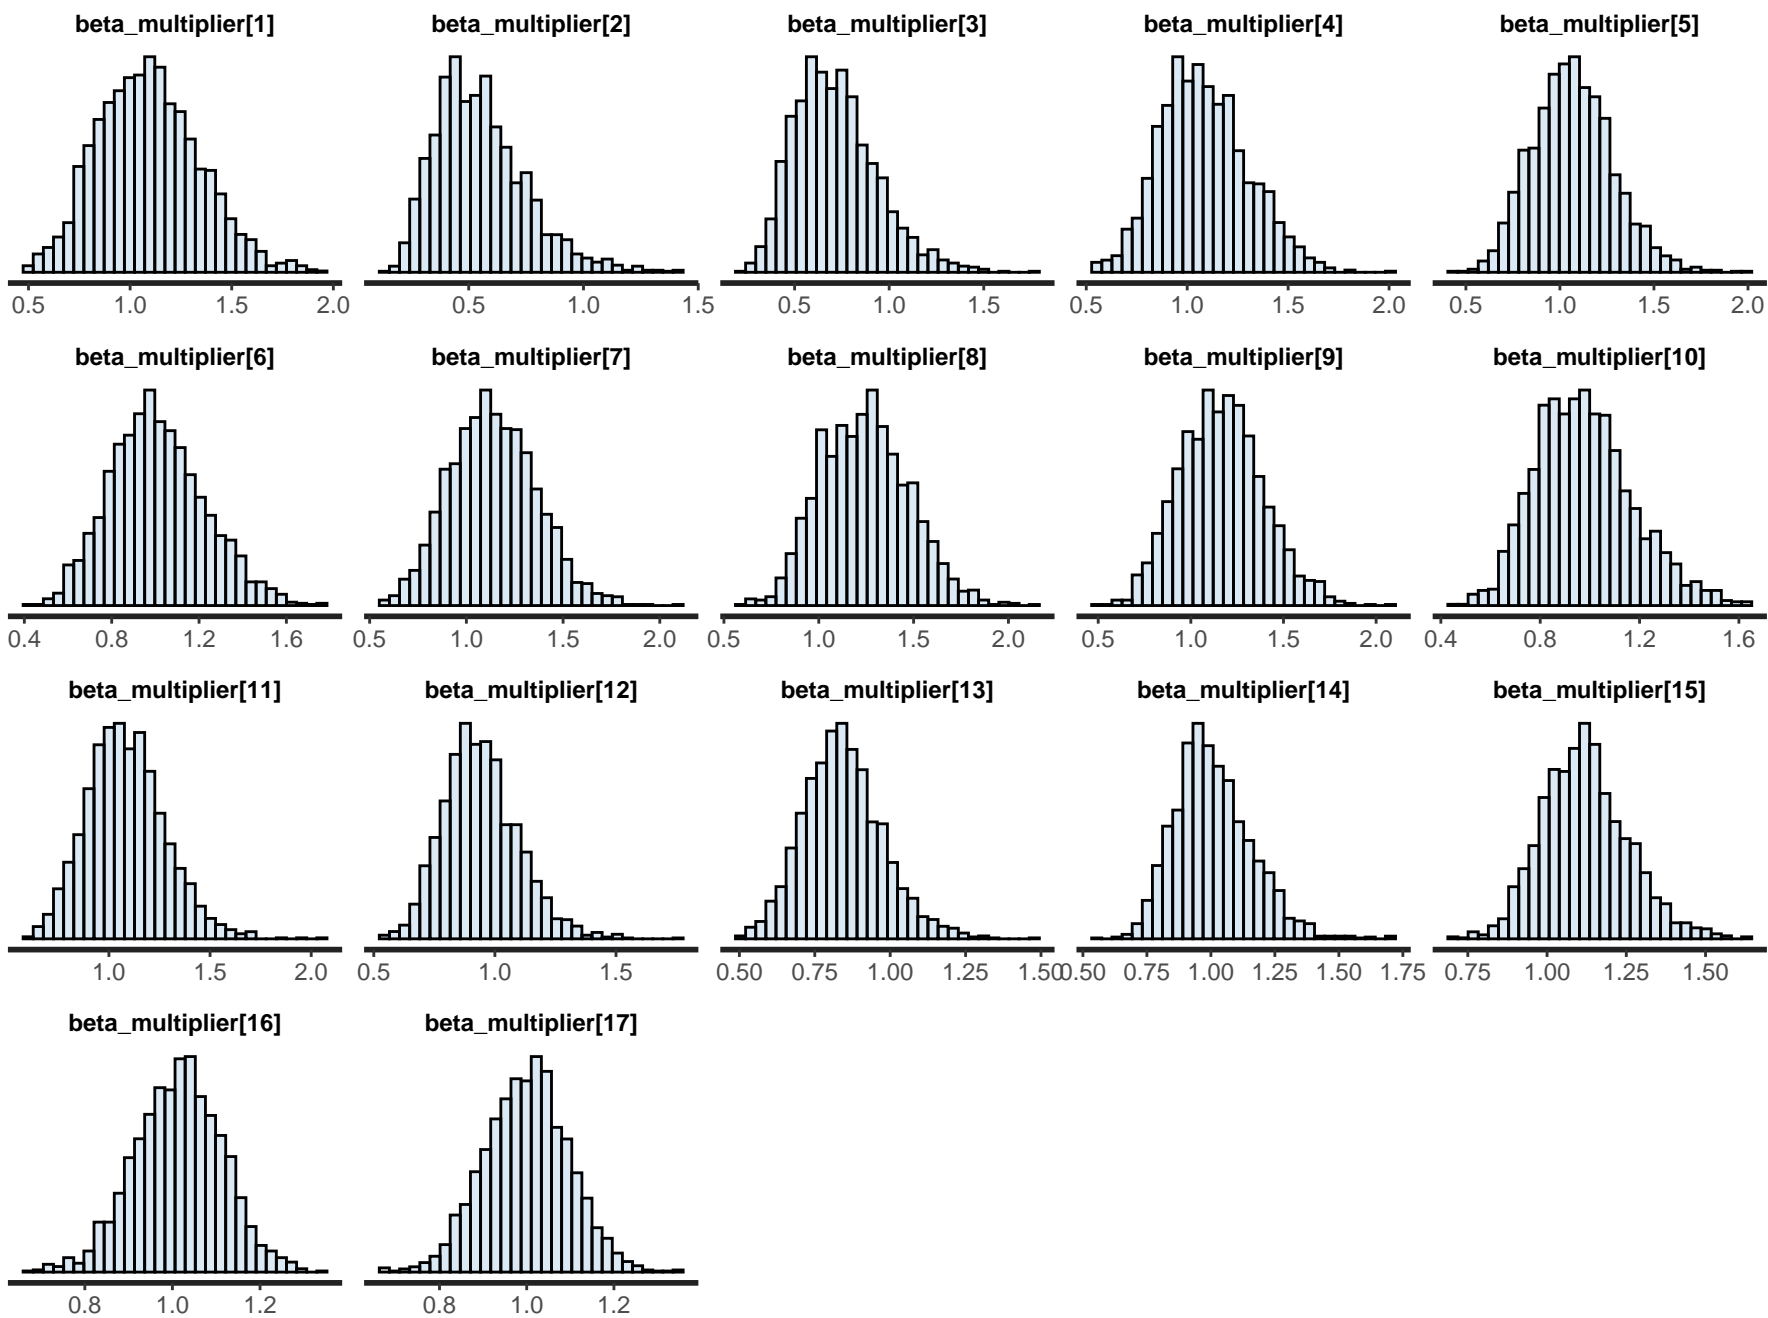 beta_multiplier[1] beta_multiplier[2] beta_multiplier[3] beta_multiplier[4] beta_multiplier[5]
0.5 1.0 1.5 2.0 0.5 1.0 1.5 0.5 1.0 1.5 0.5 1.0 1.5 2.0 0.5 1.0 1.5 2.0
beta_multiplier[6] beta_multiplier[7] beta_multiplier[8] beta_multiplier[9] beta_multiplier[10]
0.4 0.8 1.2 1.6 0.5 1.0 1.5 2.0 0.5 1.0 1.5 2.0 0.5 1.0 1.5 2.0 0.4 0.8 1.2 1.6
beta_multiplier[11] beta_multiplier[12] beta_multiplier[13] beta_multiplier[14] beta_multiplier[15]
1.0 1.5 2.0 0.5 1.0 1.5 0.50 0.75 1.00 1.25 1.50 0.50 0.75 1.00 1.25 1.50 1.75 0.75 1.00 1.25 1.50
beta_multiplier[16] beta_multiplier[17]
0.8 1.0 1.2 0.8 1.0 1.2